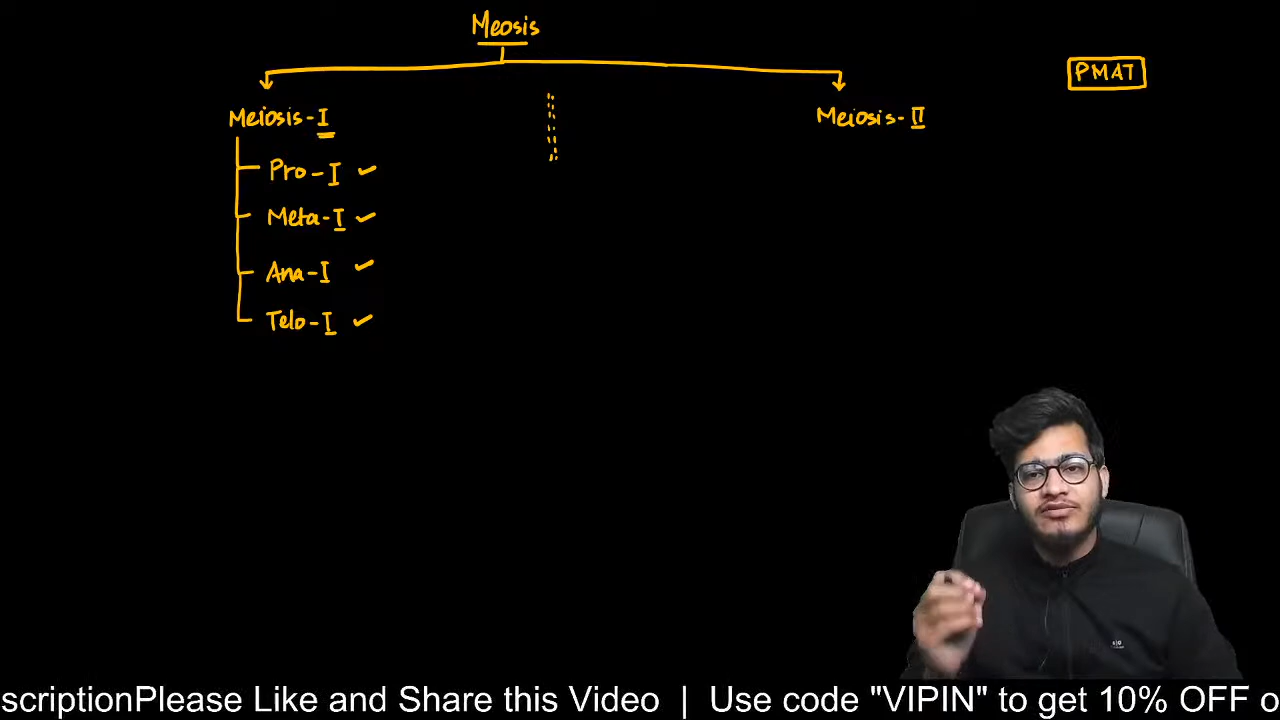 Meosis
PMAT
Meiosis-I
Meiosis-II
Pro-I
Meta-I
Ana-I
Telo-I
scriptionPlease Like and Share this Video | Use code "VIPIN" to get 10% OFF o